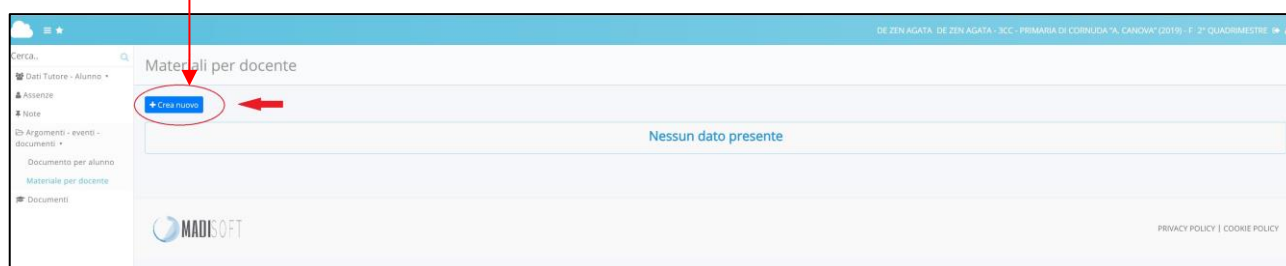 DE ZEN AGATA DE ZEN AGATA - 3CC - PRIMARIA DI CORNUDA "A. CANOVA" (2019) - F 2° QUADRIMESTRE
Cerca..
Dati Tutore - Alunno
Assenze
Note
Argomenti - eventi -
documenti
Documento per alunno
Materiale per docente
Documenti
Materiali per docente
+ Crea nuovo
Nessun dato presente
MADISOFT
PRIVACY POLICY | COOKIE POLICY